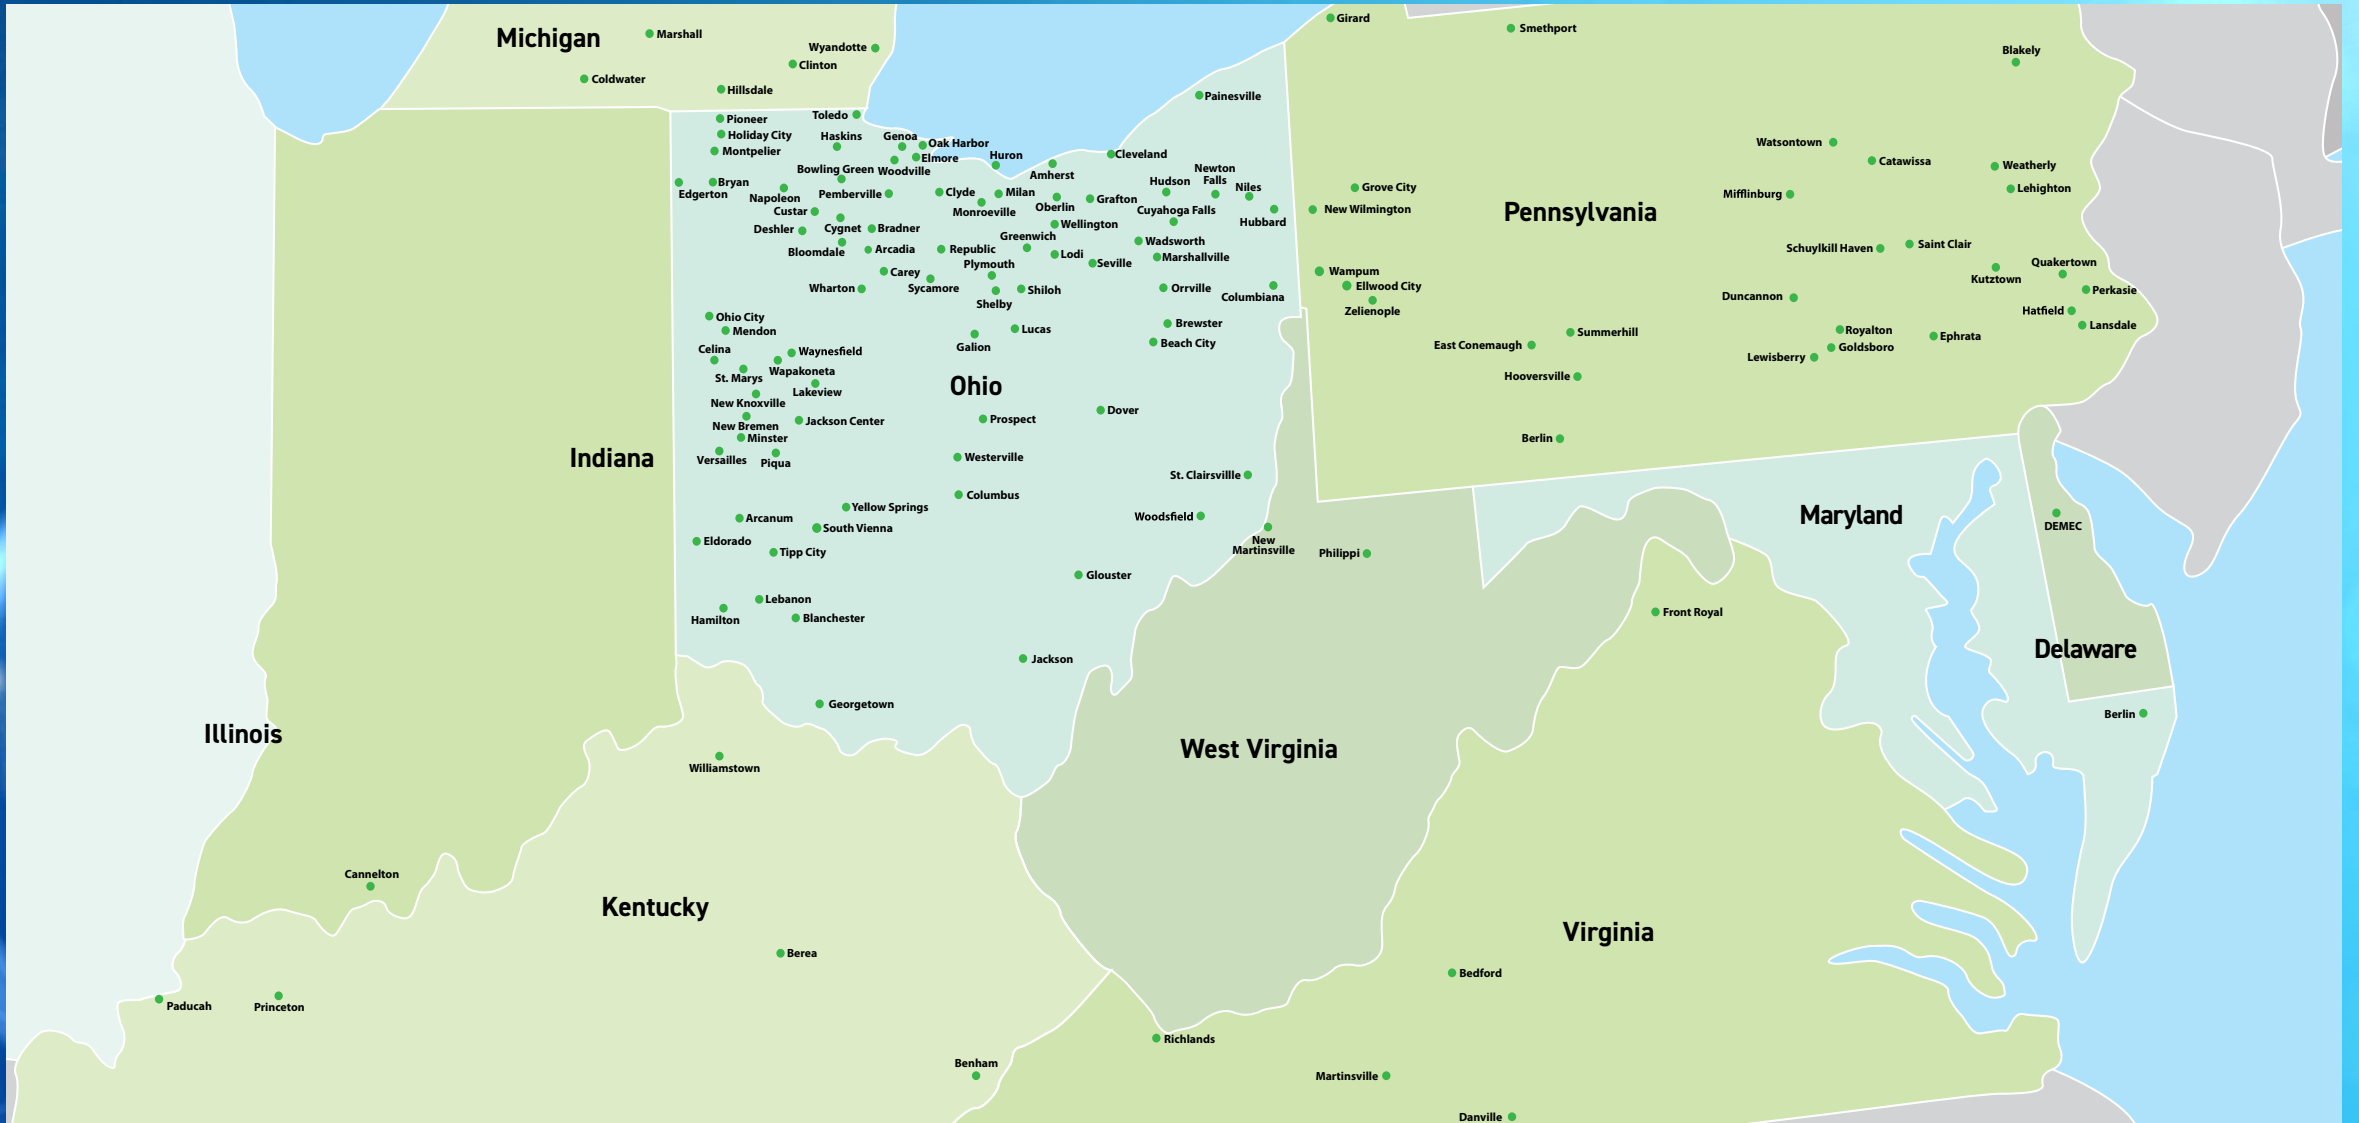 Michigan
Marshall
Wyandotte
Clinton
Coldwater
Hillsdale
Girard
Smethport
Blakely
Painesville
Pioneer
Toledo
Holiday City
Haskins
Genoa
Oak Harbor
Montpelier
Elmore
Huron
Cleveland
Bowling Green
Woodville
Amherst
Newton
Falls
Bryan
Edgerton
Napoleon
Pemberville
Clyde
Milan
Monroeville
Oberlin
Grafton
Hudson
Niles
Custar
Cuyahoga Falls
Hubbard
Deshler
Cygnet
Bradner
Wellington
Greenwich
Wadsworth
Bloomdale
Arcadia
Republic
Lodi
Marshallville
Plymouth
Seville
Carey
Sycamore
Wharton
Shelby
Shiloh
Orrville
Columbiana
Ohio City
Mendon
Lucas
Brewster
Galion
Beach City
Celina
Waynesfield
Wapakoneta
St. Marys
Lakeview
New Knoxville
Ohio
New Bremen
Jackson Center
Prospect
Dover
Minster
Versailles
Piqua
Westerville
St. Clairsvillle
Columbus
Yellow Springs
Arcanum
South Vienna
Woodsfield
Eldorado
Tipp City
Glouster
Lebanon
Hamilton
Blanchester
Jackson
Georgetown
Watsontown
Catawissa
Weatherly
Grove City
Mifflinburg
Lehighton
New Wilmington
Pennsylvania
Schuylkill Haven
Saint Clair
Wampum
Kutztown
Quakertown
Ellwood City
Perkasie
Zelienople
Duncannon
Hatfield
Summerhill
Royalton
Lansdale
East Conemaugh
Goldsboro
Ephrata
Lewisberry
Hooversville
Berlin
Indiana
Maryland
DEMEC
New
Martinsville
Philippi
Front Royal
Delaware
Berlin
Illinois
West Virginia
Williamstown
Cannelton
Kentucky
Virginia
Berea
Bedford
Paducah
Princeton
Richlands
Benham
Martinsville
Danville